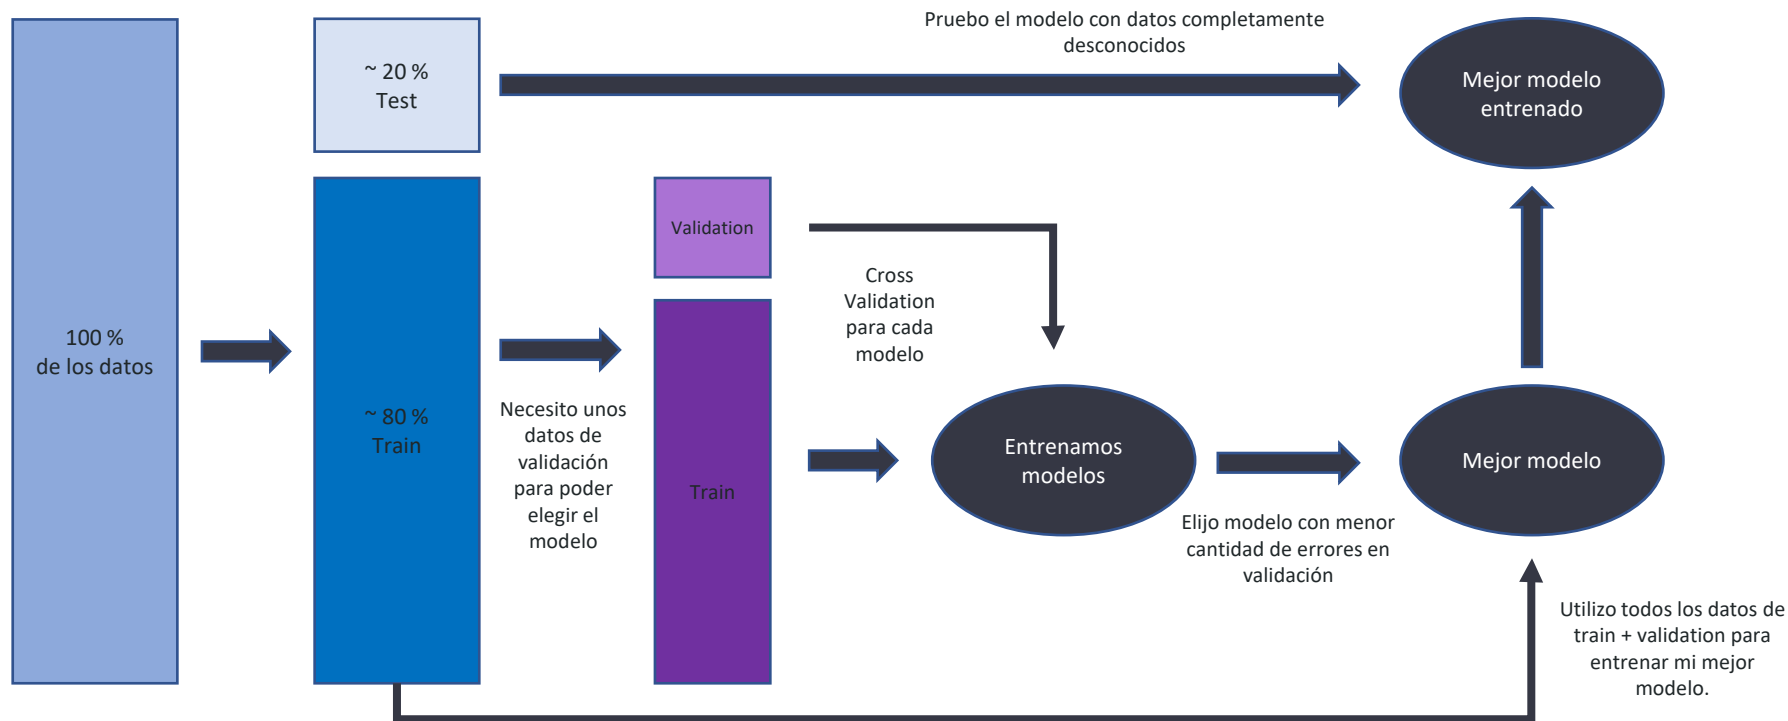 100 %
de los datos
~ 20 %
Test
~ 80 %
Train
Necesito unos
datos de
validación
para poder
elegir el
modelo
Validation
Train
Cross
Validation
para cada
modelo
Entrenamos
modelos
Elijo modelo con menor
cantidad de errores en
validación
Pruebo el modelo con datos completamente
desconocidos
Mejor modelo
entrenado
Mejor modelo
Utilizo todos los datos de
train + validation para
entrenar mi mejor
modelo.